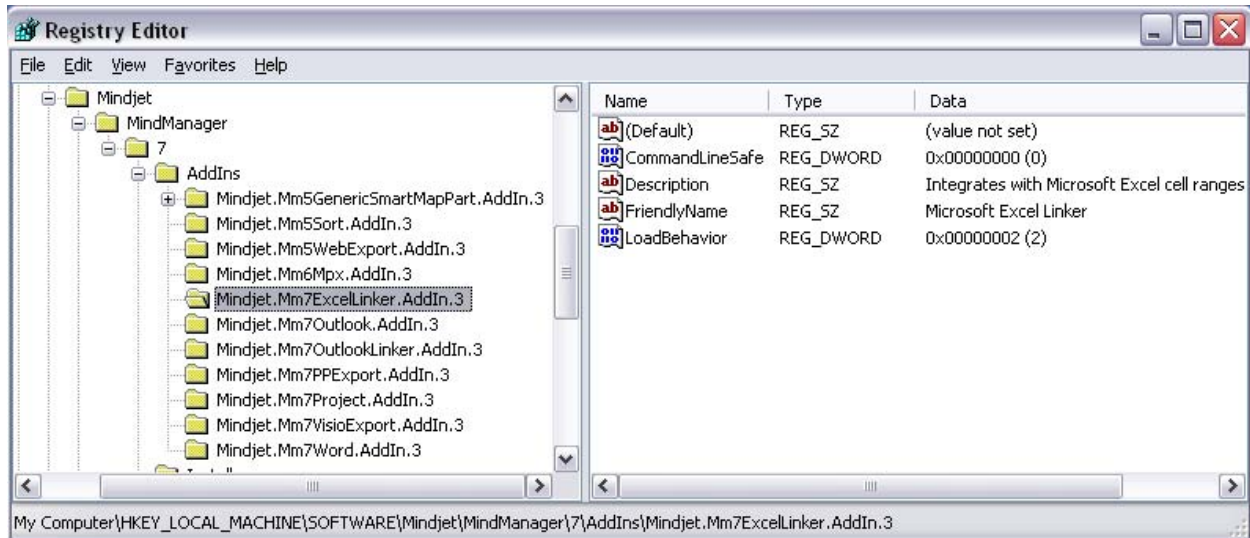 Registry Editor
File Edit View Favorites Help
Mindjet
MindManager
7
AddIns
Mindjet.Mm5GenericSmartMapPart.AddIn.3
Mindjet.Mm5Sort.AddIn.3
Mindjet.Mm5WebExport.AddIn.3
Mindjet.Mm6Mpx.AddIn.3
Mindjet.Mm7ExcelLinker.AddIn.3
Mindjet.Mm7Outlook.AddIn.3
Mindjet.Mm7OutlookLinker.AddIn.3
Mindjet.Mm7PPExport.AddIn.3
Mindjet.Mm7Project.AddIn.3
Mindjet.Mm7VisioExport.AddIn.3
Mindjet.Mm7Word.AddIn.3
Name Type Data
(Default) REG_SZ (value not set)
CommandLineSafe REG_DWORD 0x00000000 (0)
Description REG_SZ Integrates with Microsoft Excel cell ranges
FriendlyName REG_SZ Microsoft Excel Linker
LoadBehavior REG_DWORD 0x00000002 (2)
My Computer\HKEY_LOCAL_MACHINE\SOFTWARE\Mindjet\MindManager\7\AddIns\Mindjet.Mm7ExcelLinker.AddIn.3